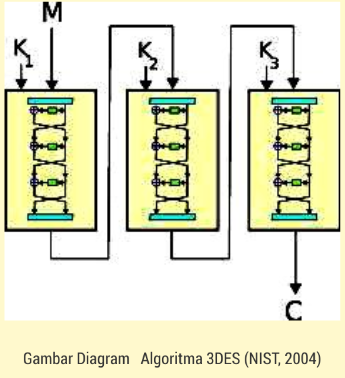 M
K1
K2
K3
C
Gambar Diagram Algoritma 3DES (NIST, 2004)